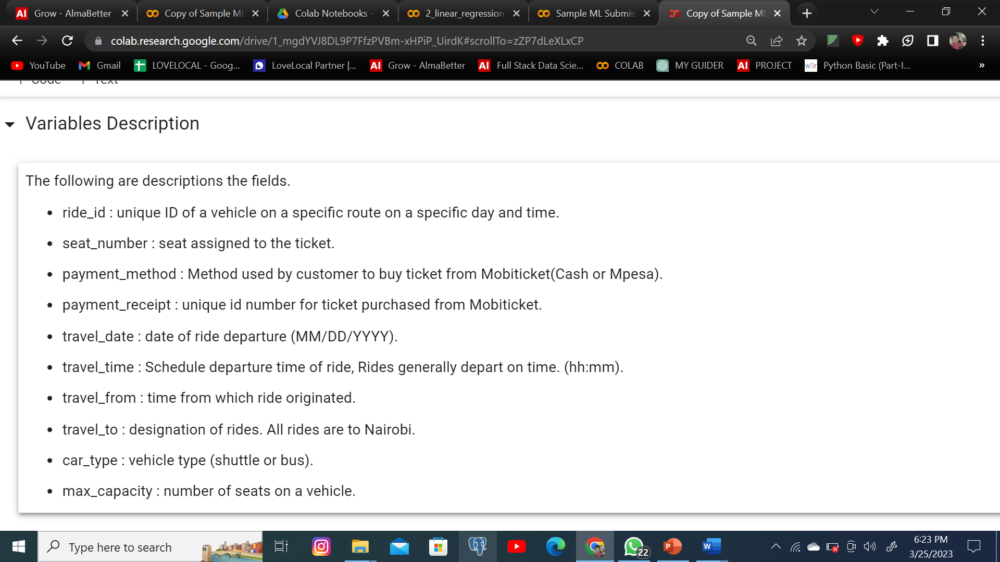 Grow - AlmaBetter
Copy of Sample ML
Colab Notebooks -
2_linear_regression_
Sample ML Submis
Copy of Sample ML
colab.research.google.com/drive/1_mgdYVJ8DL9P7FfzPVBm-xHPiP_UirdK#scrollTo=zZP7dLeXLxCP
YouTube
Gmail
LOVELOCAL - Goog...
LoveLocal Partner |...
AI Grow - AlmaBetter
AI Full Stack Data Scie...
COLAB
MY GUIDER
AI PROJECT
w3r Python Basic (Part-I...
»
+ Code + Text
Variables Description
The following are descriptions the fields.
• ride_id : unique ID of a vehicle on a specific route on a specific day and time.
• seat_number : seat assigned to the ticket.
• payment_method : Method used by customer to buy ticket from Mobiticket(Cash or Mpesa).
• payment_receipt : unique id number for ticket purchased from Mobiticket.
• travel_date : date of ride departure (MM/DD/YYYY).
• travel_time : Schedule departure time of ride, Rides generally depart on time. (hh:mm).
• travel_from : time from which ride originated.
• travel_to : designation of rides. All rides are to Nairobi.
• car_type : vehicle type (shuttle or bus).
• max_capacity : number of seats on a vehicle.
Type here to search
22
6:23 PM
3/25/2023